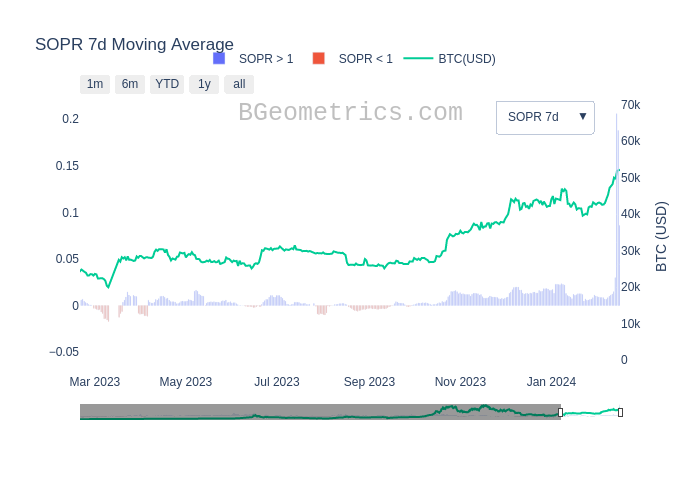 SOPR 7d Moving Average
SOPR > 1
SOPR < 1
BTC(USD)
1m 6m YTD 1y all
BGeometrics.com
SOPR 7d ▼
0.2
0.15
0.1
0.05
0
−0.05
70k
60k
50k
40k
30k
20k
10k
0
BTC (USD)
Mar 2023 May 2023 Jul 2023 Sep 2023 Nov 2023 Jan 2024